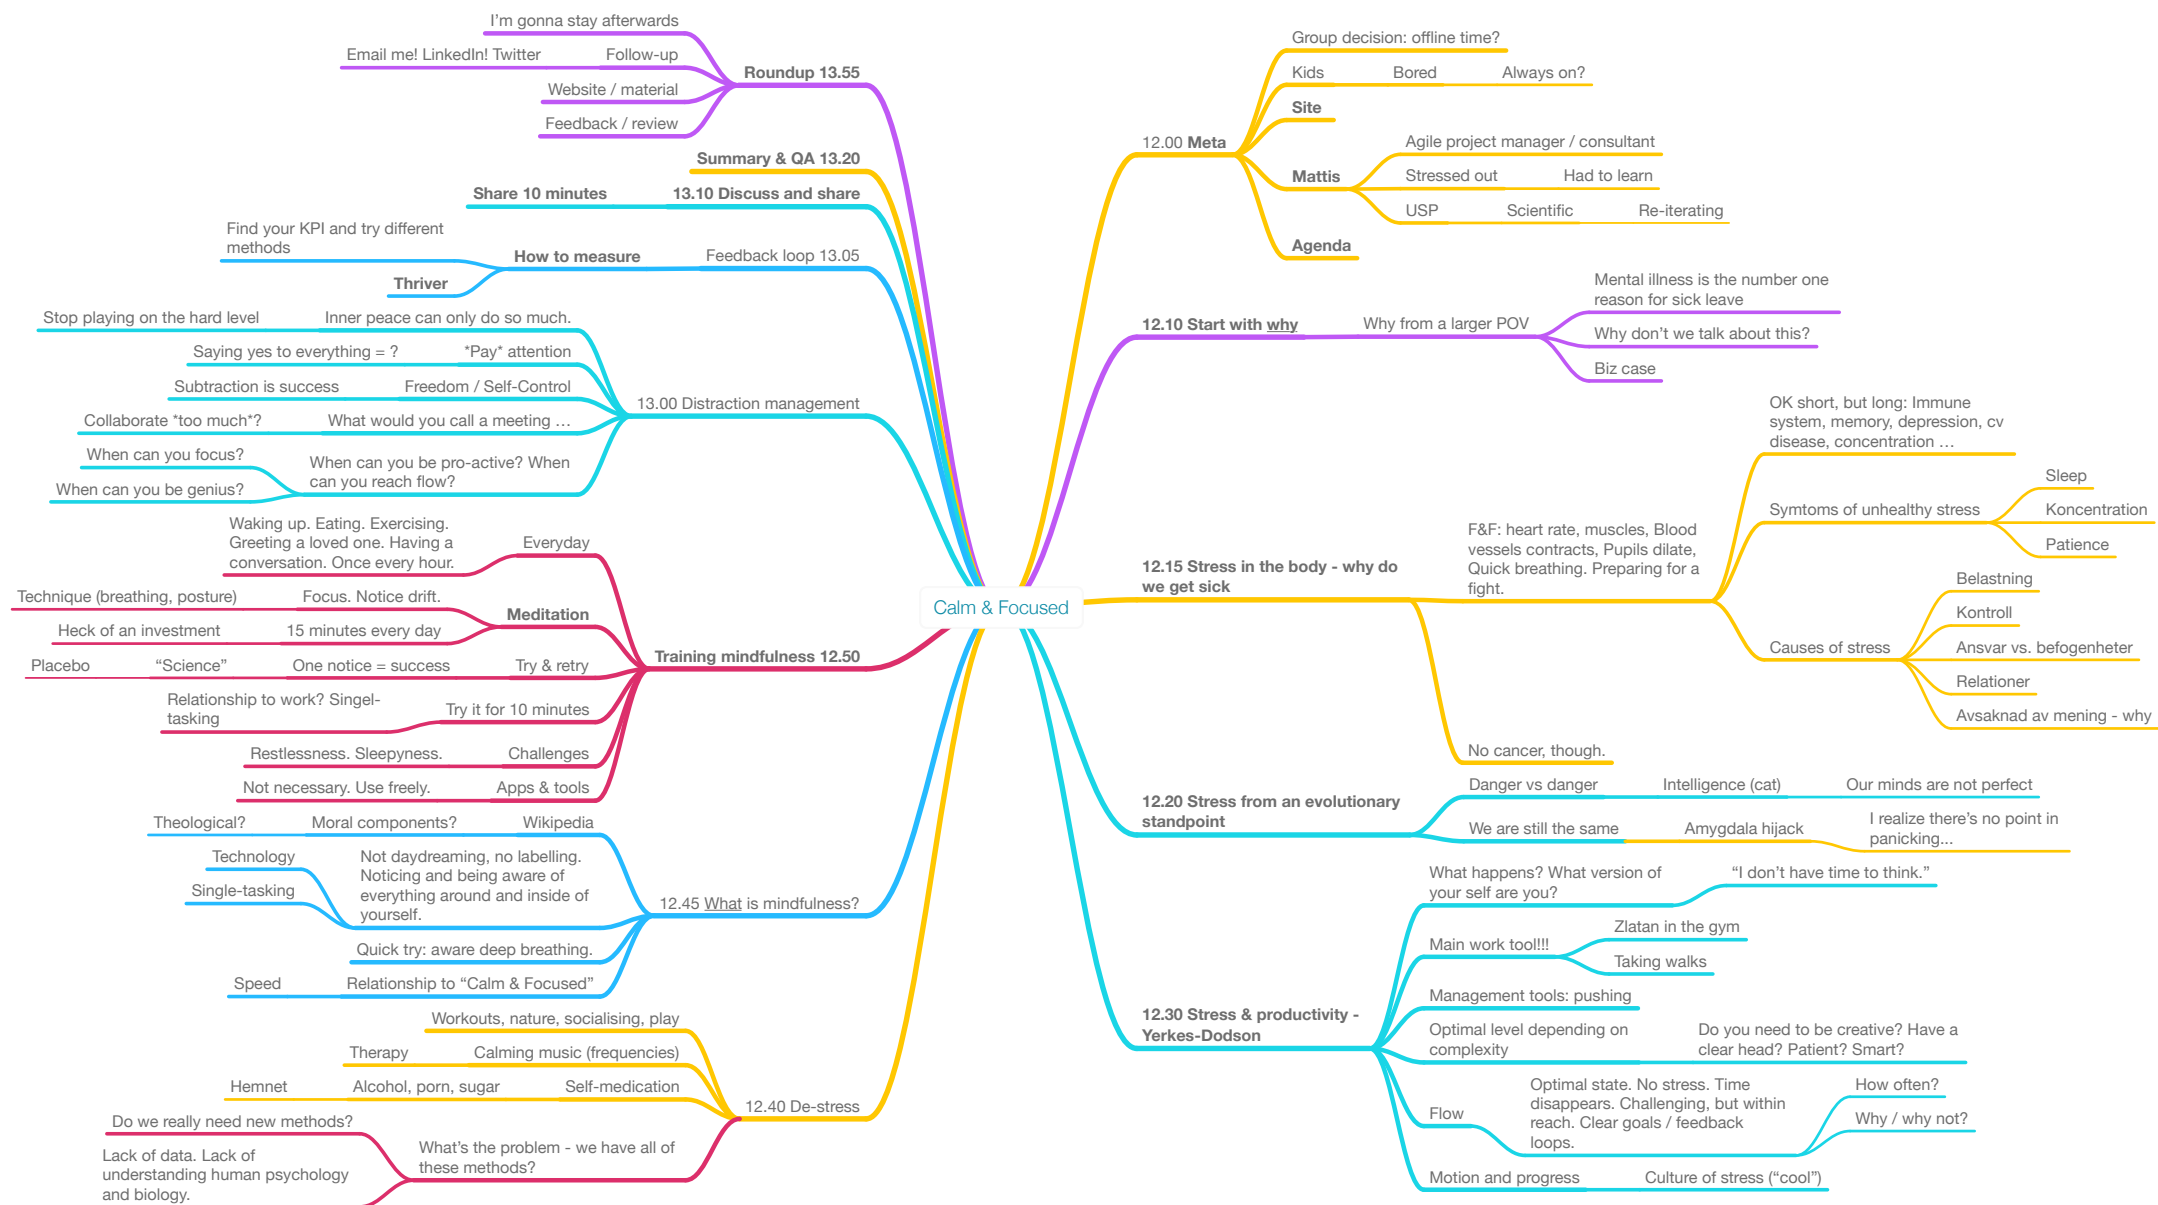 Calm & Focused
12.00 Meta
Group decision: offline time?
Kids
Bored
Always on?
Site
Mattis
Agile project manager / consultant
Stressed out
Had to learn
USP
Scientific
Re-iterating
Agenda
12.10 Start with why
Why from a larger POV
Mental illness is the number one
reason for sick leave
Why don’t we talk about this?
Biz case
12.15 Stress in the body - why do
we get sick
F&F: heart rate, muscles, Blood
vessels contracts, Pupils dilate,
Quick breathing. Preparing for a
fight.
OK short, but long: Immune
system, memory, depression, cv
disease, concentration …
Symtoms of unhealthy stress
Sleep
Koncentration
Patience
Causes of stress
Belastning
Kontroll
Ansvar vs. befogenheter
Relationer
Avsaknad av mening - why
No cancer, though.
12.20 Stress from an evolutionary
standpoint
Danger vs danger
Intelligence (cat)
Our minds are not perfect
We are still the same
Amygdala hijack
I realize there’s no point in
panicking...
12.30 Stress & productivity -
Yerkes-Dodson
What happens? What version of
your self are you?
“I don’t have time to think.”
Main work tool!!!
Zlatan in the gym
Taking walks
Management tools: pushing
Optimal level depending on
complexity
Do you need to be creative? Have a
clear head? Patient? Smart?
Flow
Optimal state. No stress. Time
disappears. Challenging, but within
reach. Clear goals / feedback
loops.
How often?
Why / why not?
Motion and progress
Culture of stress (“cool”)
12.40 De-stress
Workouts, nature, socialising, play
Calming music (frequencies)
Therapy
Self-medication
Alcohol, porn, sugar
Hemnet
What’s the problem - we have all of
these methods?
Do we really need new methods?
Lack of data. Lack of
understanding human psychology
and biology.
12.45 What is mindfulness?
Wikipedia
Moral components?
Theological?
Not daydreaming, no labelling.
Noticing and being aware of
everything around and inside of
yourself.
Technology
Single-tasking
Quick try: aware deep breathing.
Relationship to “Calm & Focused”
Speed
Training mindfulness 12.50
Everyday
Waking up. Eating. Exercising.
Greeting a loved one. Having a
conversation. Once every hour.
Meditation
Focus. Notice drift.
Technique (breathing, posture)
15 minutes every day
Heck of an investment
Try & retry
One notice = success
“Science”
Placebo
Try it for 10 minutes
Relationship to work? Singel-
tasking
Challenges
Restlessness. Sleepyness.
Apps & tools
Not necessary. Use freely.
13.00 Distraction management
Inner peace can only do so much.
Stop playing on the hard level
*Pay* attention
Saying yes to everything = ?
Freedom / Self-Control
Subtraction is success
What would you call a meeting …
Collaborate *too much*?
When can you be pro-active? When
can you reach flow?
When can you focus?
When can you be genius?
Feedback loop 13.05
How to measure
Find your KPI and try different
methods
Thriver
13.10 Discuss and share
Share 10 minutes
Summary & QA 13.20
Roundup 13.55
I’m gonna stay afterwards
Follow-up
Email me! LinkedIn! Twitter
Website / material
Feedback / review